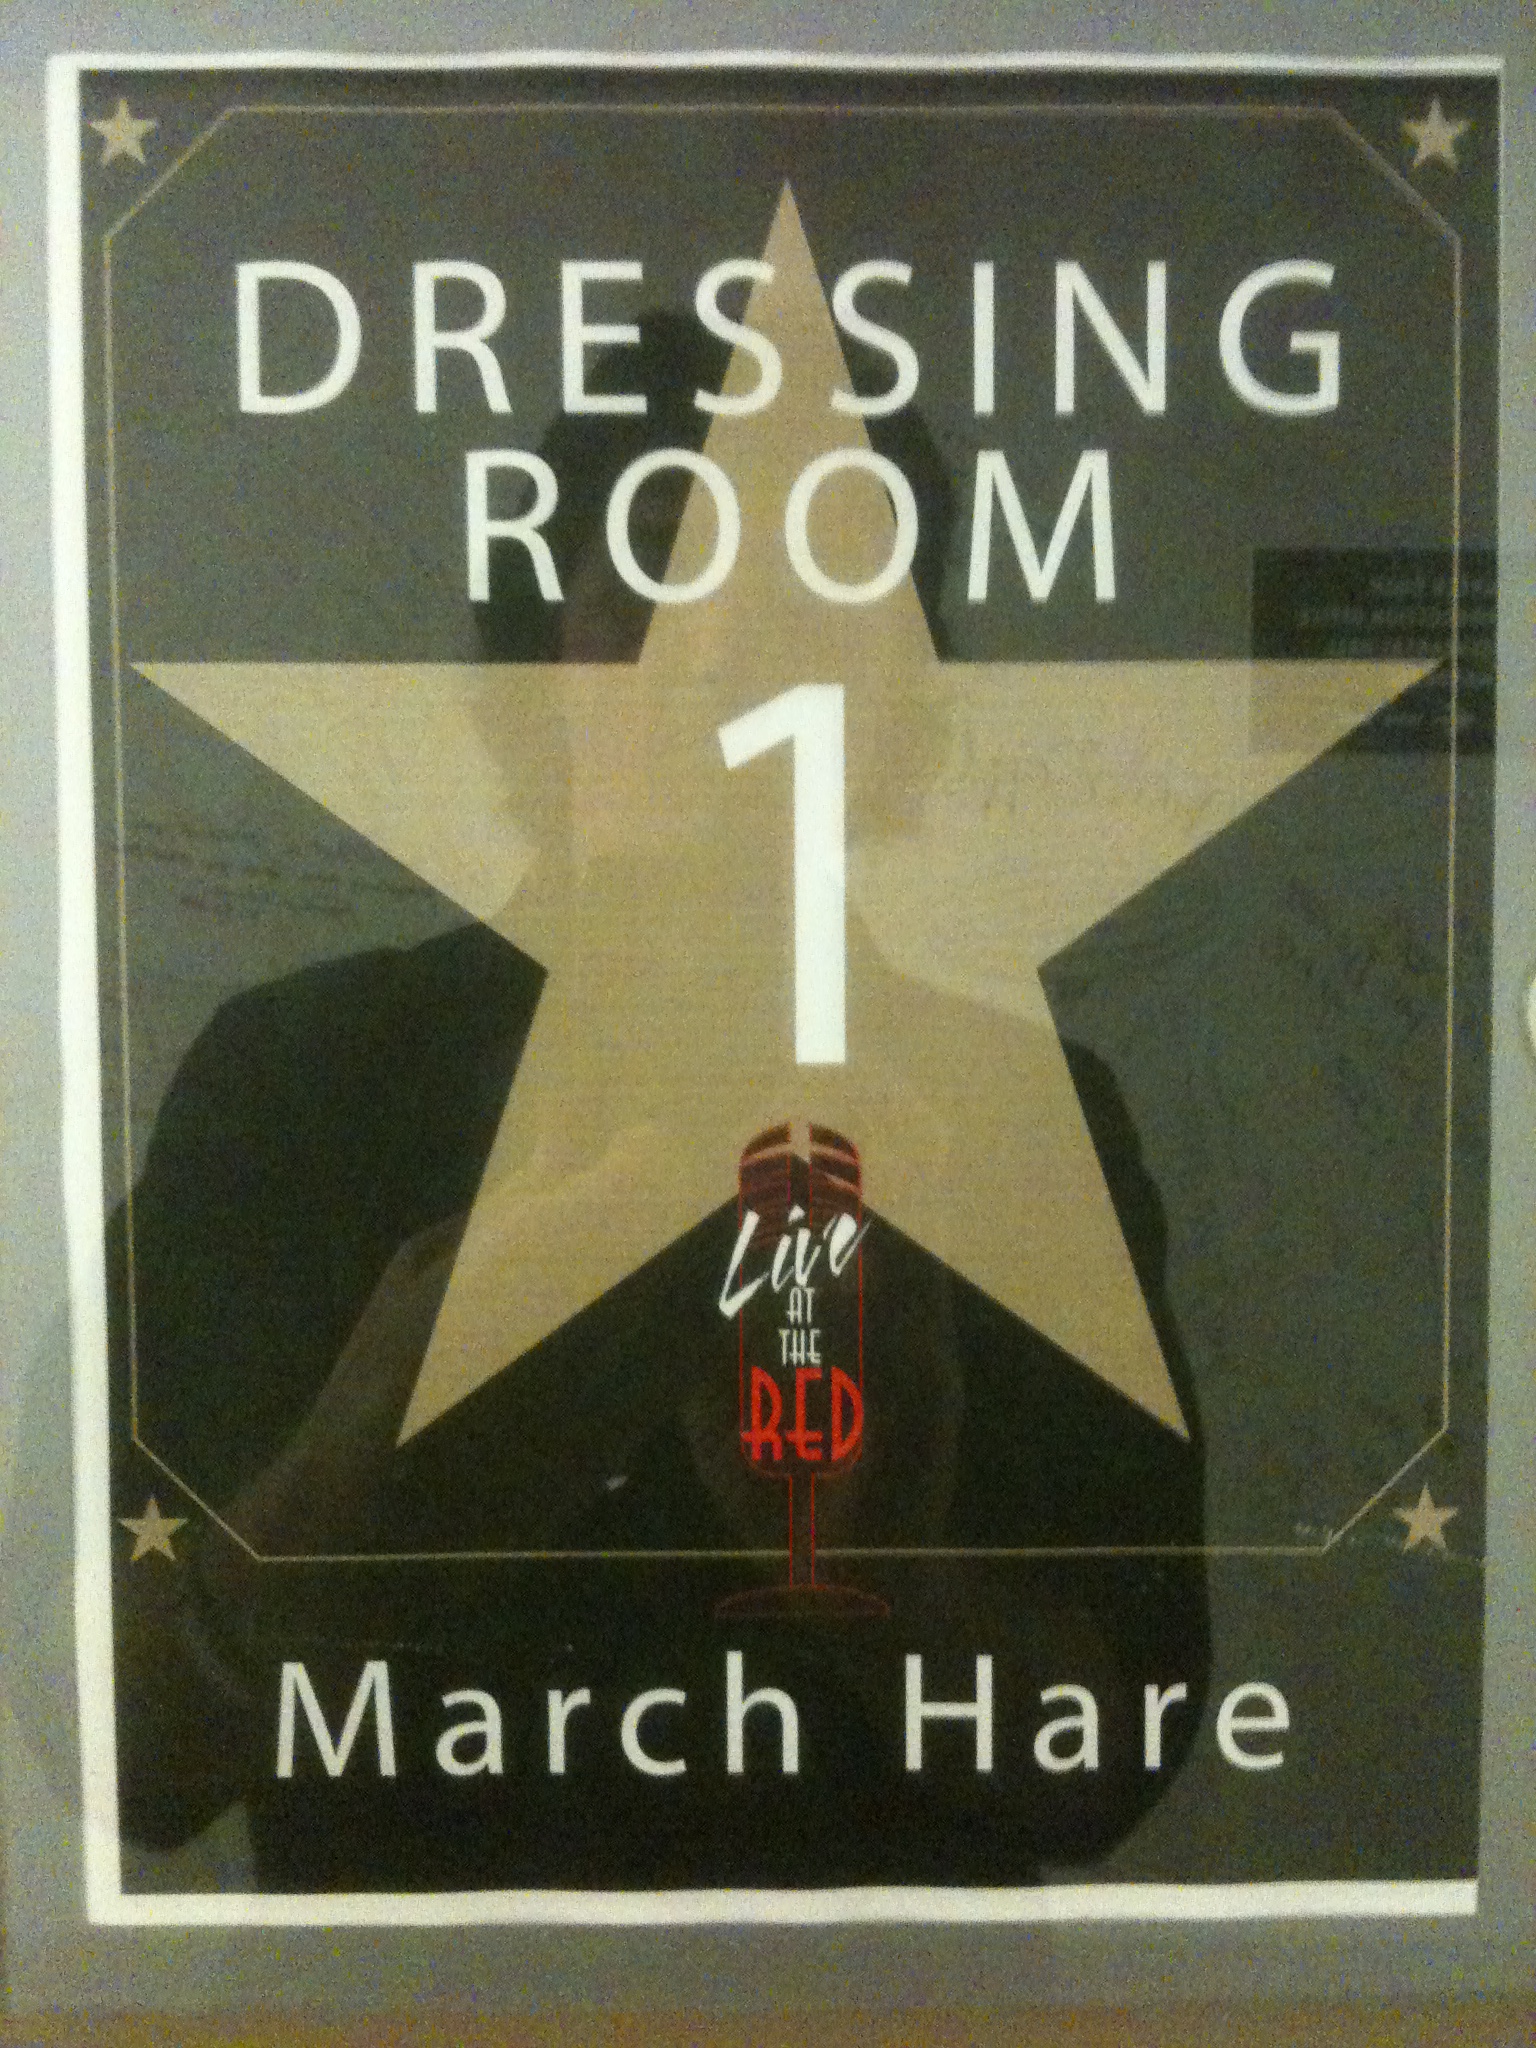 DRESSING
ROOM
1
Live
AT
THE
RED
March Hare